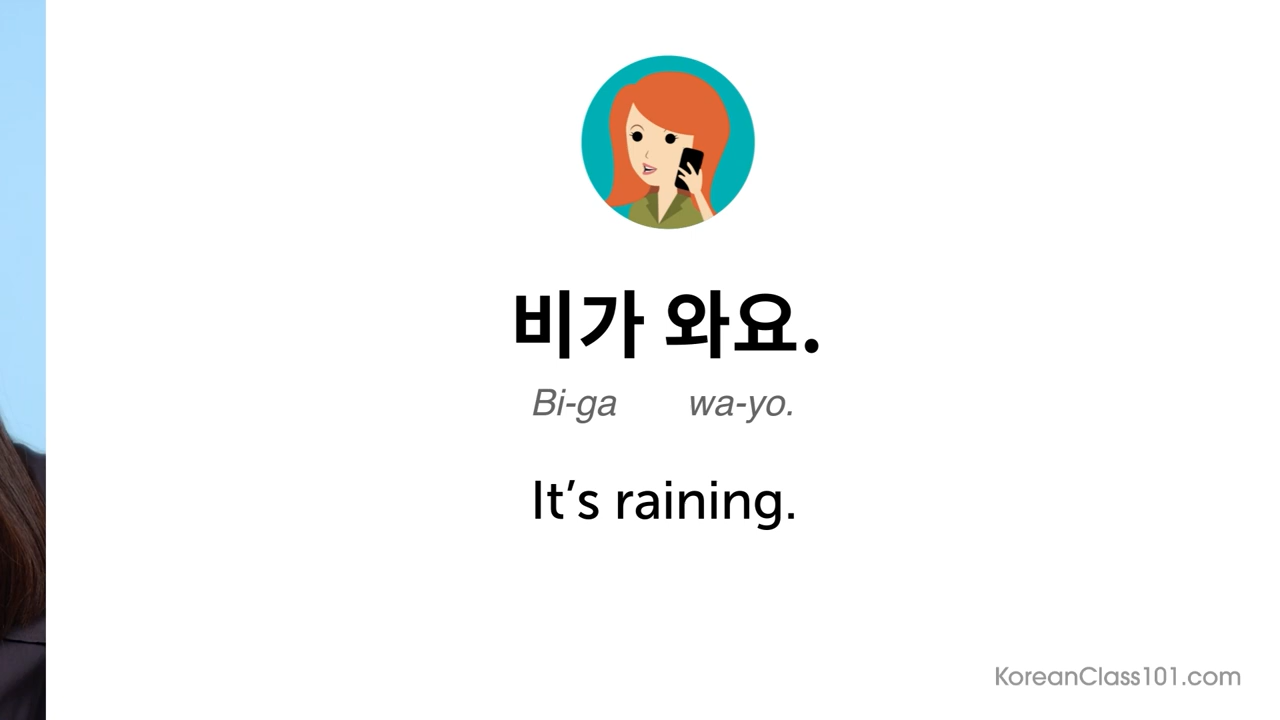 비가 와요.
Bi-ga wa-yo.
It's raining.
KoreanClass101.com